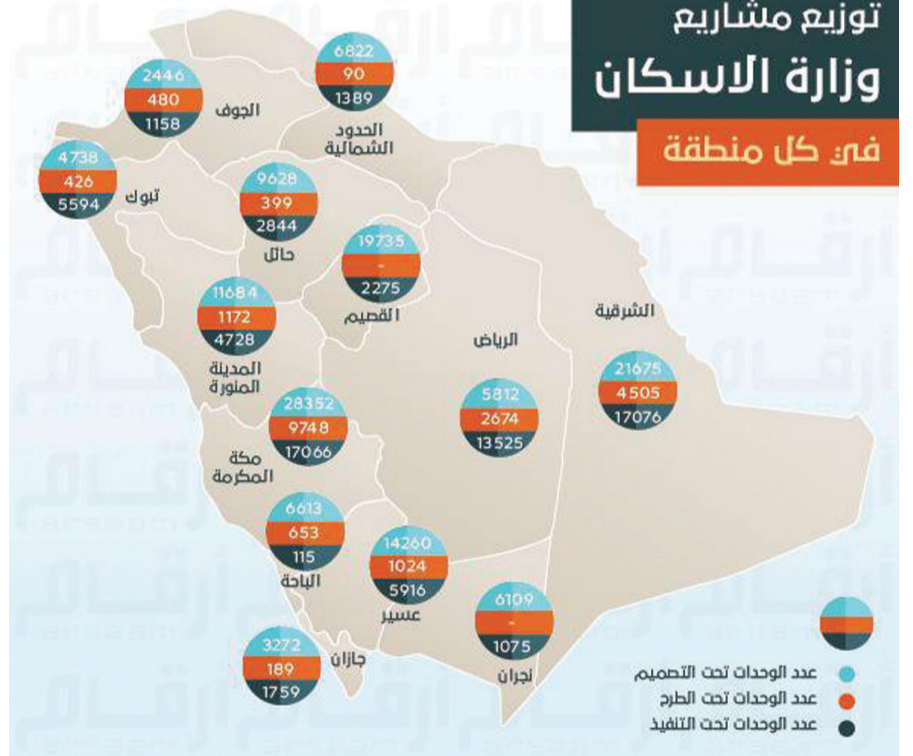 توزيع مشاريع
وزارة الاسكان
في كل منطقة
6822
90
1389
الحدود
الشمالية
2446
480
1158
الجوف
4738
426
5594
تبوك
9628
399
2844
حائل
19735
-
2275
القصيم
11684
1172
4728
المدينة
المنورة
الشرقية
21675
4505
17076
الرياض
5812
2674
13525
28352
9748
17066
مكة
المكرمة
6613
653
115
الباحة
14260
1024
5916
عسير
6109
-
1075
نجران
3272
189
1759
جازان
عدد الوحدات تحت التصميم
عدد الوحدات تحت الطرح
عدد الوحدات تحت التنفيذ
أرقام
argaam